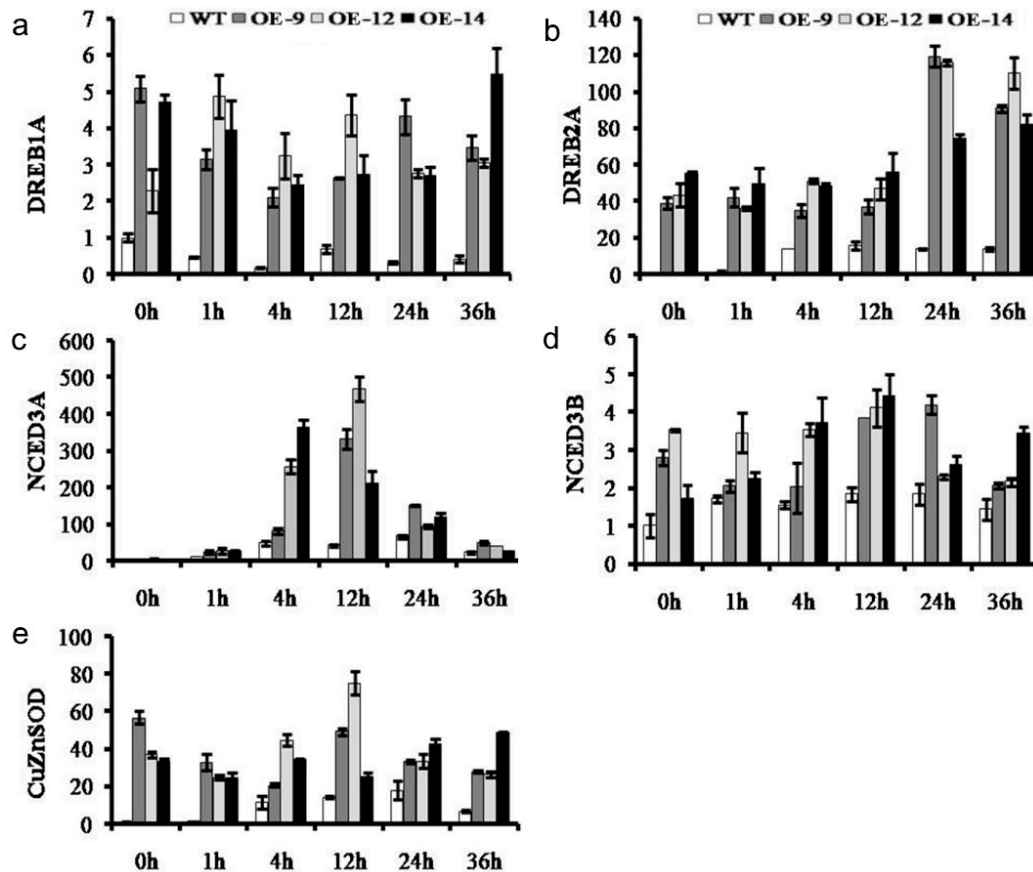 a
WT OE-9 OE-12 OE-14
DREB1A
7
6
5
4
3
2
1
0
0h 1h 4h 12h 24h 36h
b
WT OE-9 OE-12 OE-14
DREB2A
140
120
100
80
60
40
20
0
0h 1h 4h 12h 24h 36h
c
NCED3A
600
500
400
300
200
100
0
0h 1h 4h 12h 24h 36h
d
NCED3B
6
5
4
3
2
1
0
0h 1h 4h 12h 24h 36h
e
CuZnSOD
100
80
60
40
20
0
0h 1h 4h 12h 24h 36h